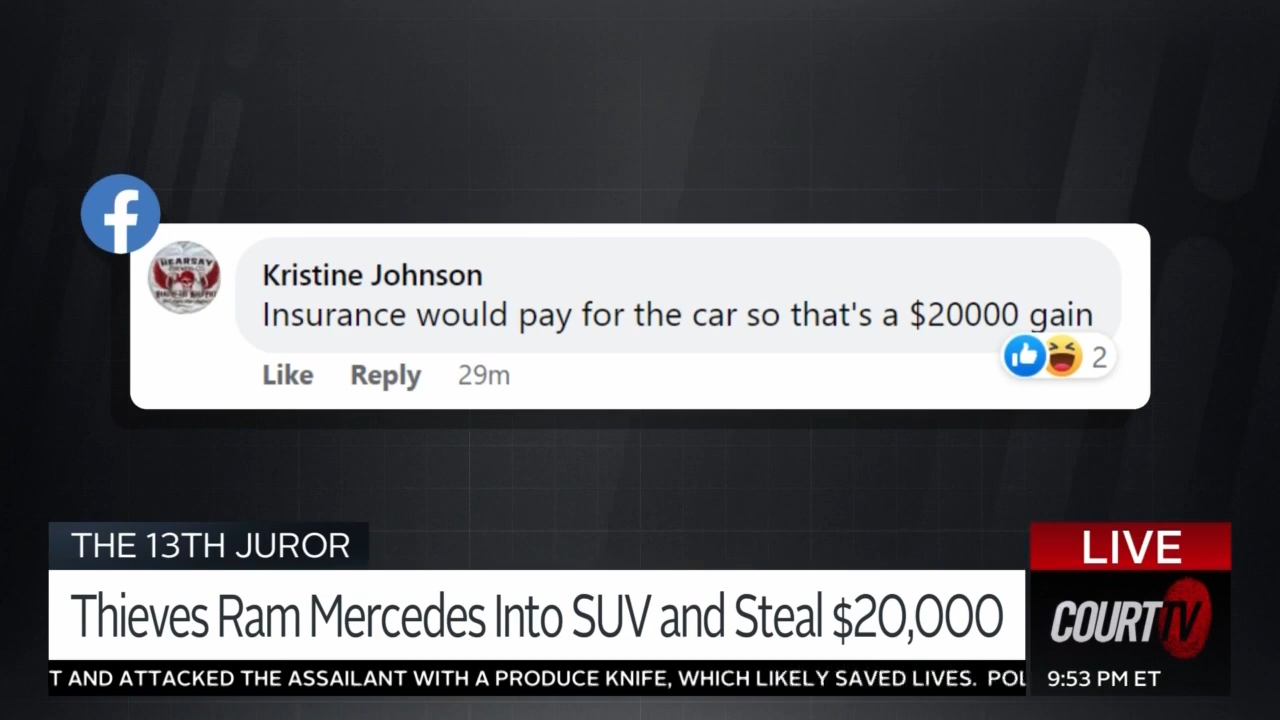 f
HEARSAY
Kristine Johnson
Insurance would pay for the car so that's a $20000 gain
Like Reply 29m
2
THE 13TH JUROR
Thieves Ram Mercedes Into SUV and Steal $20,000
T AND ATTACKED THE ASSAILANT WITH A PRODUCE KNIFE, WHICH LIKELY SAVED LIVES. POL
LIVE
COURT TV
9:53 PM ET